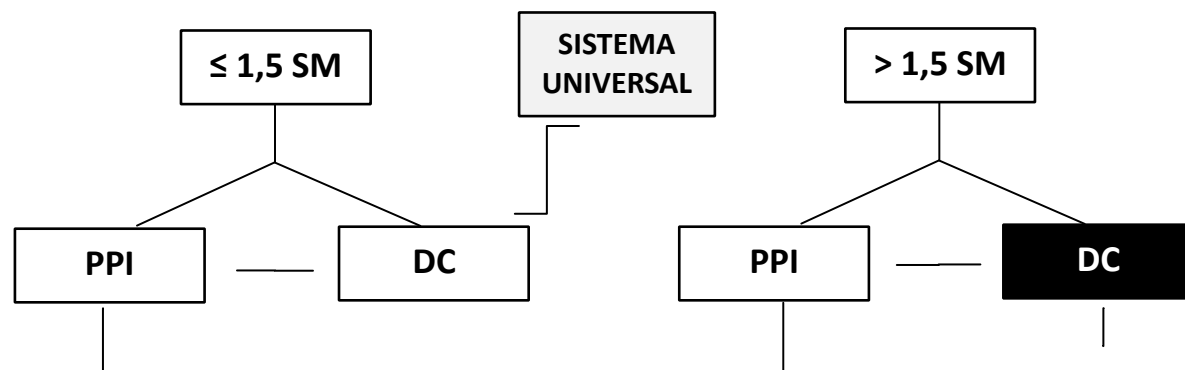 ≤ 1,5 SM
SISTEMA
UNIVERSAL
> 1,5 SM
PPI
DC
PPI
DC